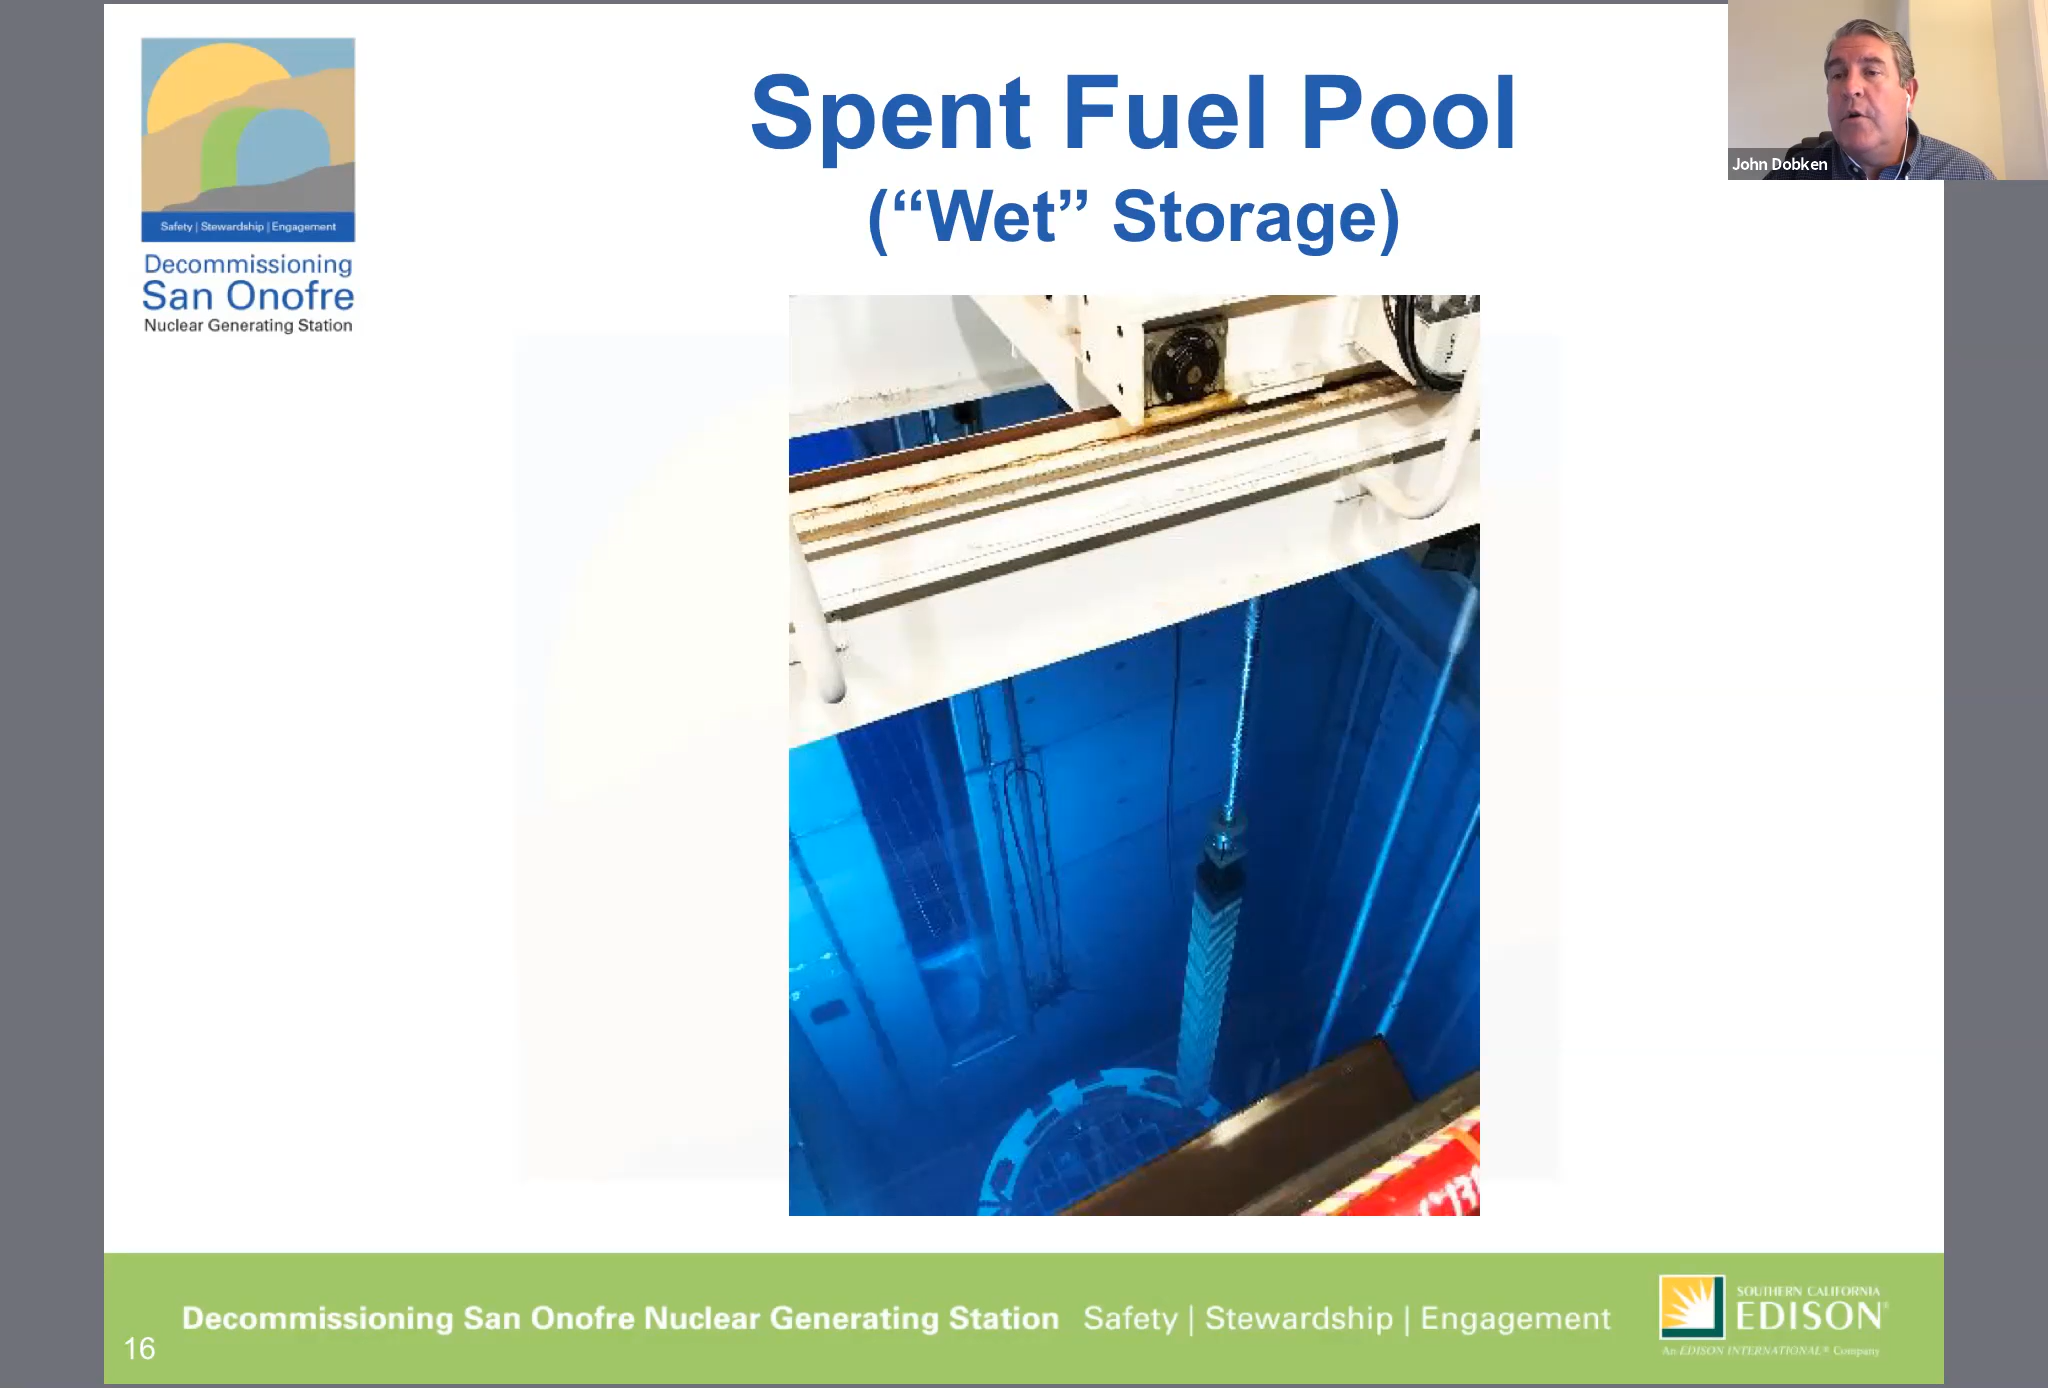 Spent Fuel Pool
(“Wet” Storage)
John Dobken
Safety | Stewardship | Engagement
Decommissioning
San Onofre
Nuclear Generating Station
Decommissioning San Onofre Nuclear Generating Station Safety | Stewardship | Engagement
SOUTHERN CALIFORNIA
EDISON®
An EDISON INTERNATIONAL® Company
16